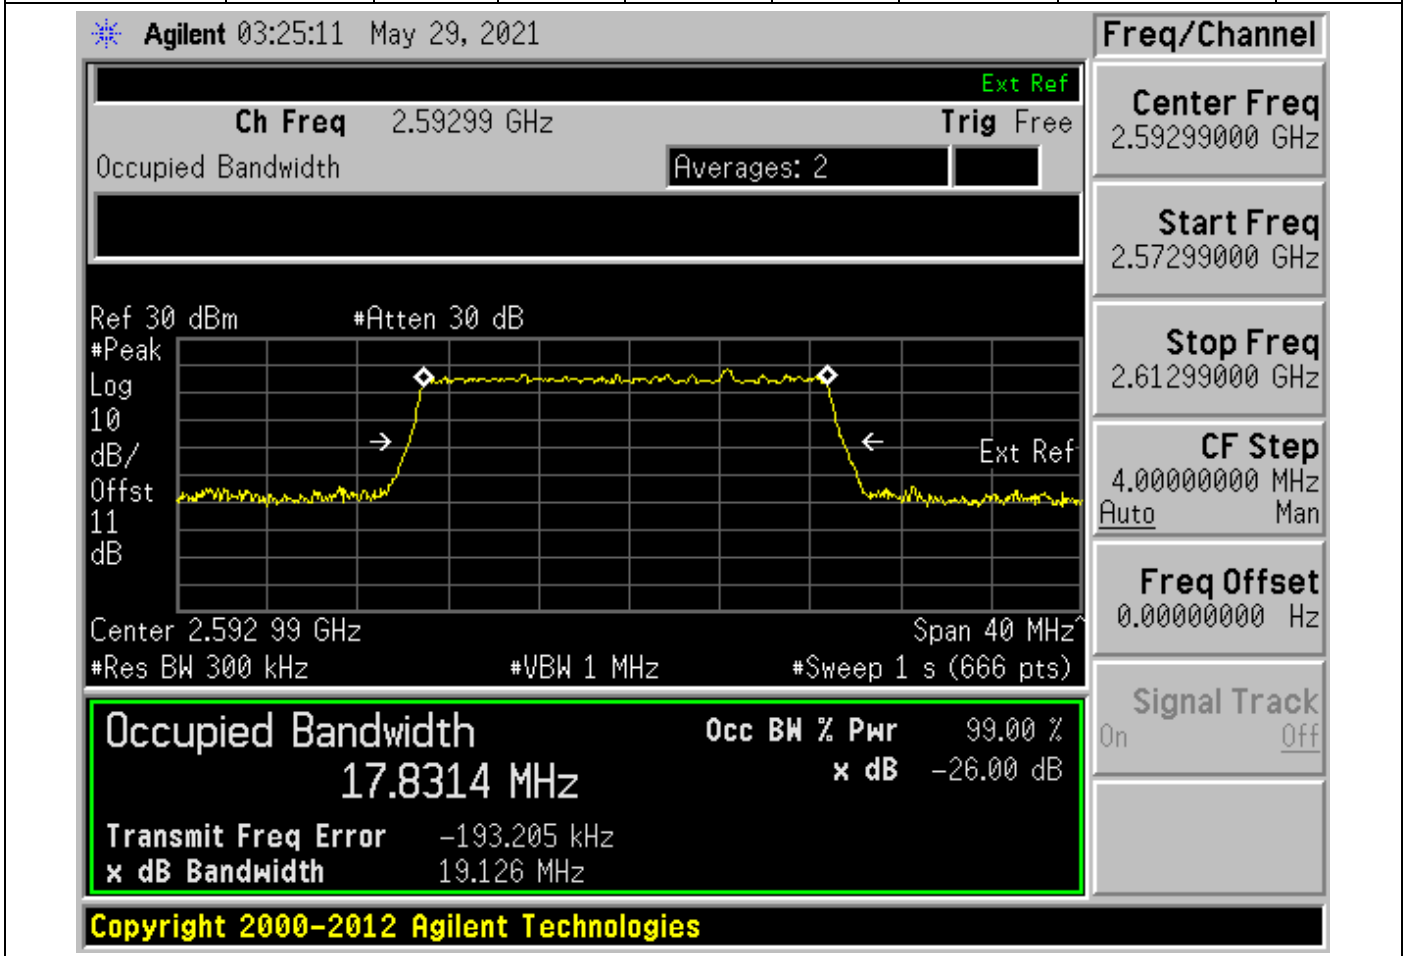 Agilent 03:25:11 May 29, 2021
Freq/Channel
Ext Ref
Ch Freq 2.59299 GHz Trig Free
Occupied Bandwidth Averages: 2
Center Freq
2.59299000 GHz
Start Freq
2.57299000 GHz
Stop Freq
2.61299000 GHz
CF Step
4.00000000 MHz
Auto Man
Freq Offset
0.00000000 Hz
Signal Track
On Off
Ref 30 dBm #Atten 30 dB
#Peak
Log
10
dB/
Offst
11
dB
Ext Ref
Center 2.592 99 GHz Span 40 MHz^
#Res BW 300 kHz #VBW 1 MHz #Sweep 1 s (666 pts)
Occupied Bandwidth
17.8314 MHz
Occ BW % Pwr 99.00 %
x dB -26.00 dB
Transmit Freq Error -193.205 kHz
x dB Bandwidth 19.126 MHz
Copyright 2000-2012 Agilent Technologies